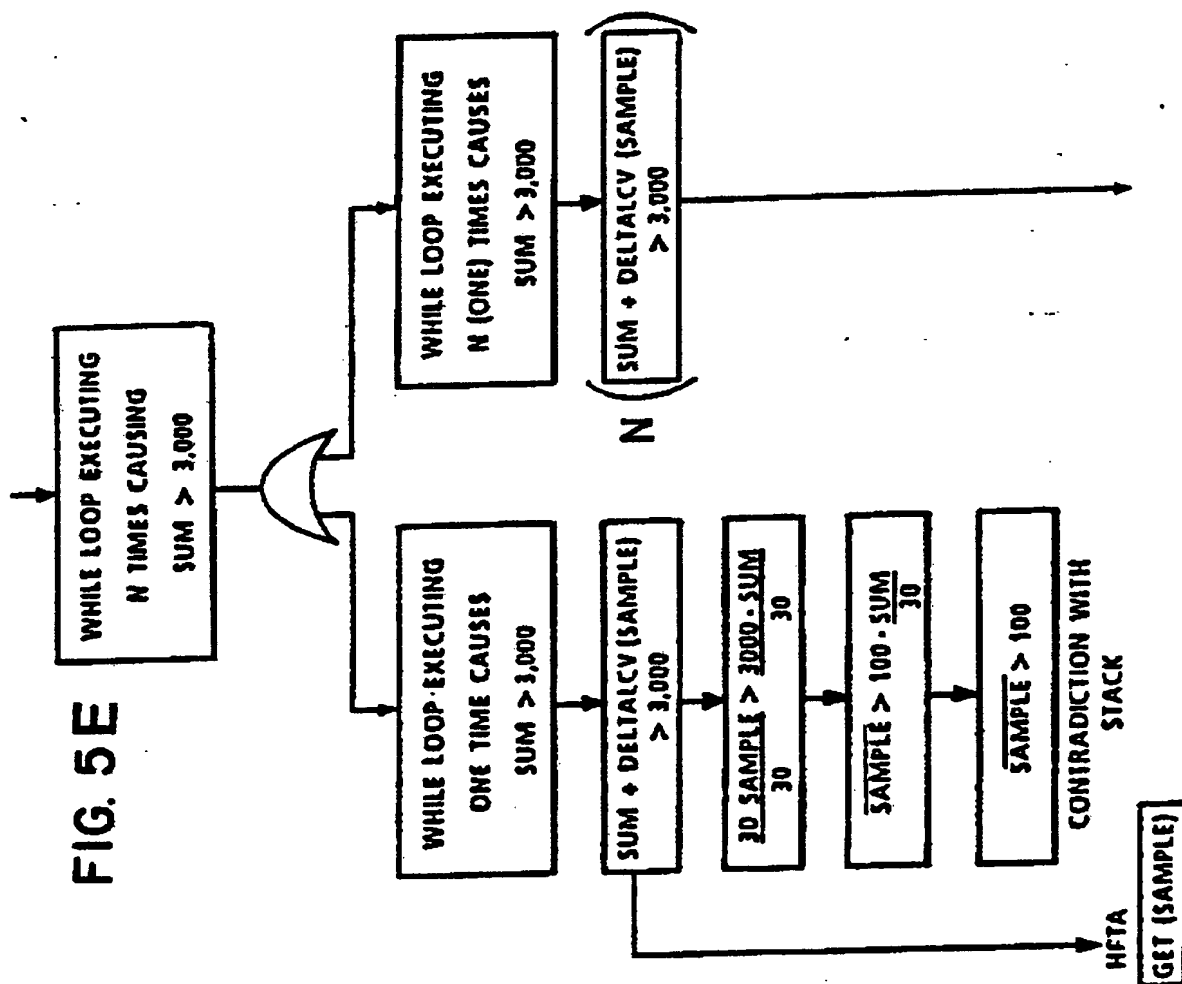 FIG. 5E
WHILE LOOP EXECUTING
N TIMES CAUSING
SUM > 3,000
WHILE LOOP·EXECUTING
ONE TIME CAUSES
SUM > 3,000
SUM + DELTALCV (SAMPLE)
> 3,000
30 SAMPLE > 3000 - SUM
30 30
SAMPLE > 100 - SUM
30
SAMPLE > 100
CONTRADICTION WITH
STACK
HFTA
GET (SAMPLE)
WHILE LOOP EXECUTING
N (ONE) TIMES CAUSES
SUM > 3,000
N
( SUM + DELTALCV (SAMPLE) )
> 3,000